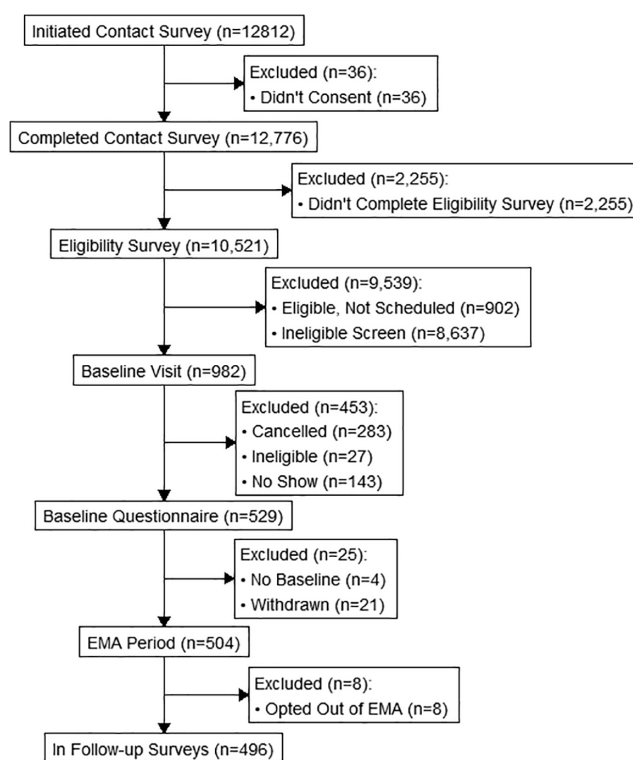 Initiated Contact Survey (n=12812)
Excluded (n=36):
• Didn't Consent (n=36)
Completed Contact Survey (n=12,776)
Excluded (n=2,255):
• Didn't Complete Eligibility Survey (n=2,255)
Eligibility Survey (n=10,521)
Excluded (n=9,539):
• Eligible, Not Scheduled (n=902)
• Ineligible Screen (n=8,637)
Baseline Visit (n=982)
Excluded (n=453):
• Cancelled (n=283)
• Ineligible (n=27)
• No Show (n=143)
Baseline Questionnaire (n=529)
Excluded (n=25):
• No Baseline (n=4)
• Withdrawn (n=21)
EMA Period (n=504)
Excluded (n=8):
• Opted Out of EMA (n=8)
In Follow-up Surveys (n=496)